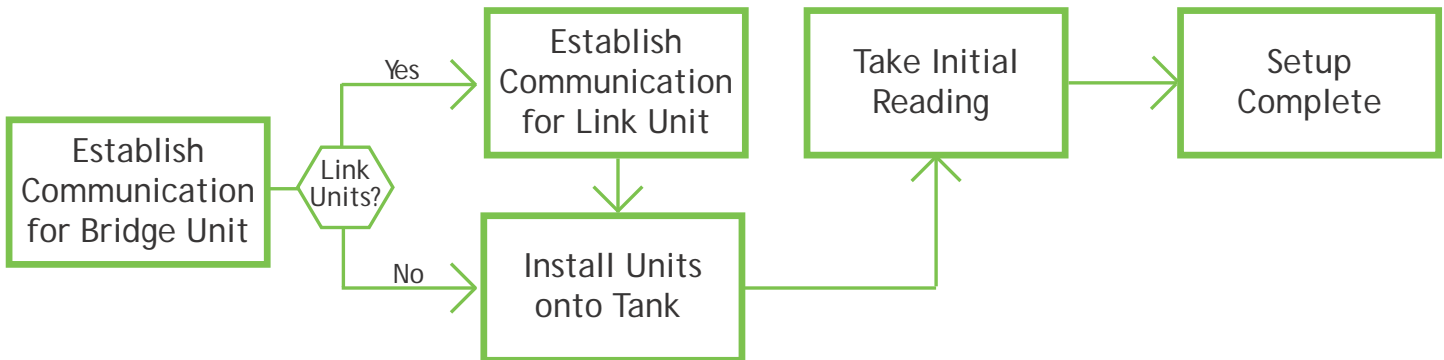 Establish
Communication
for Bridge Unit
Link
Units?
Yes
No
Establish
Communication
for Link Unit
Install Units
onto Tank
Take Initial
Reading
Setup
Complete